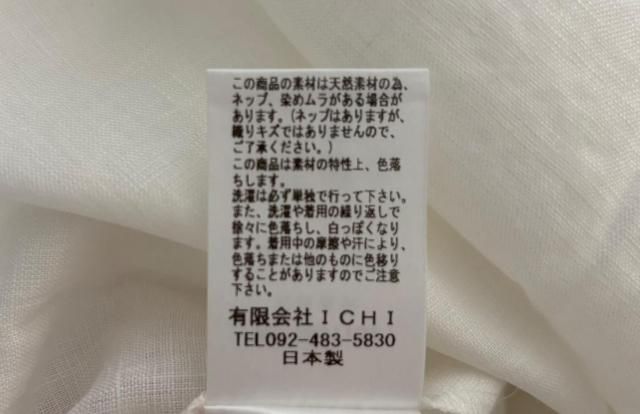 この商品の素材は天然素材の為、
ネップ、染めムラがある場合が
あります。(ネップはありますが、
織りキズではありませんので、
ご了承ください。)
この商品は素材の特性上、色落
ちします。
洗濯は必ず単独で行って下さい。
また、洗濯や着用の繰り返しで
徐々に色落ちし、白っぽくなり
ます。着用中の摩擦や汗により、
色落ちまたは他のものに色移り
することがありますのでご注意
下さい。
有限会社ICHI
TEL092-483-5830
日本製